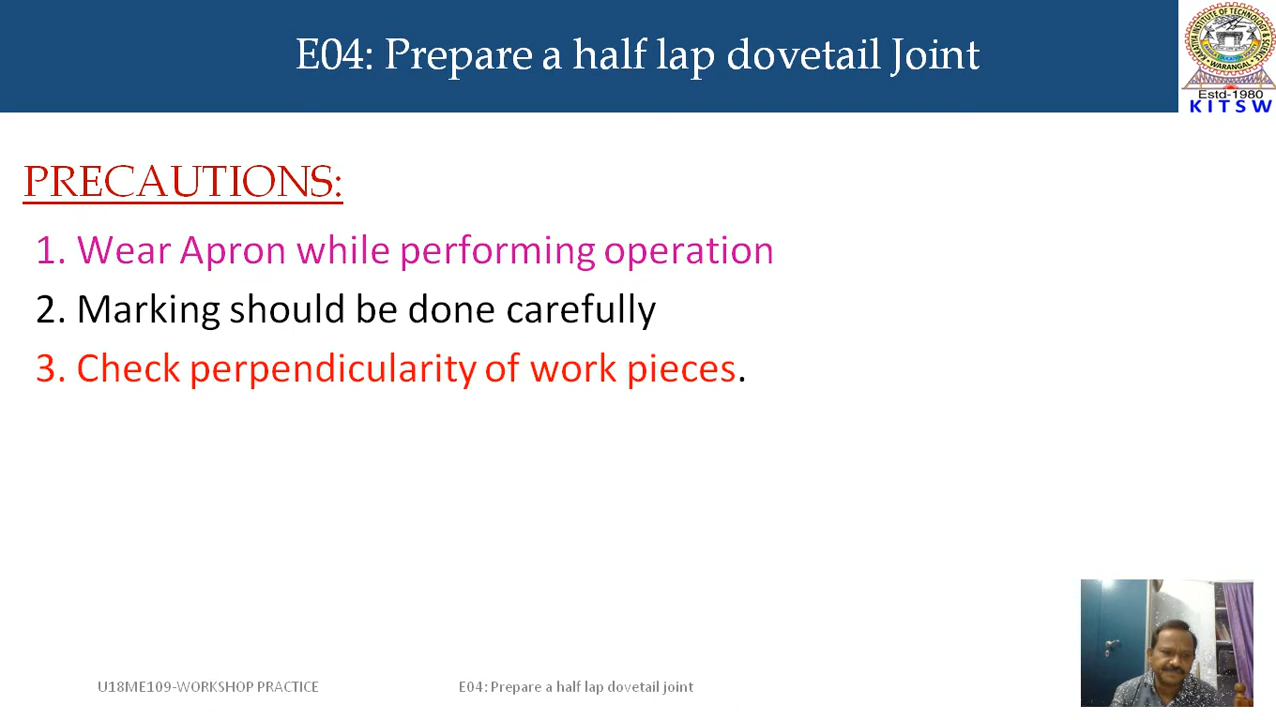 E04: Prepare a half lap dovetail Joint
Estd-1980
KITSW
PRECAUTIONS:
1. Wear Apron while performing operation
2. Marking should be done carefully
3. Check perpendicularity of work pieces.
U18ME109-WORKSHOP PRACTICE
E04: Prepare a half lap dovetail joint